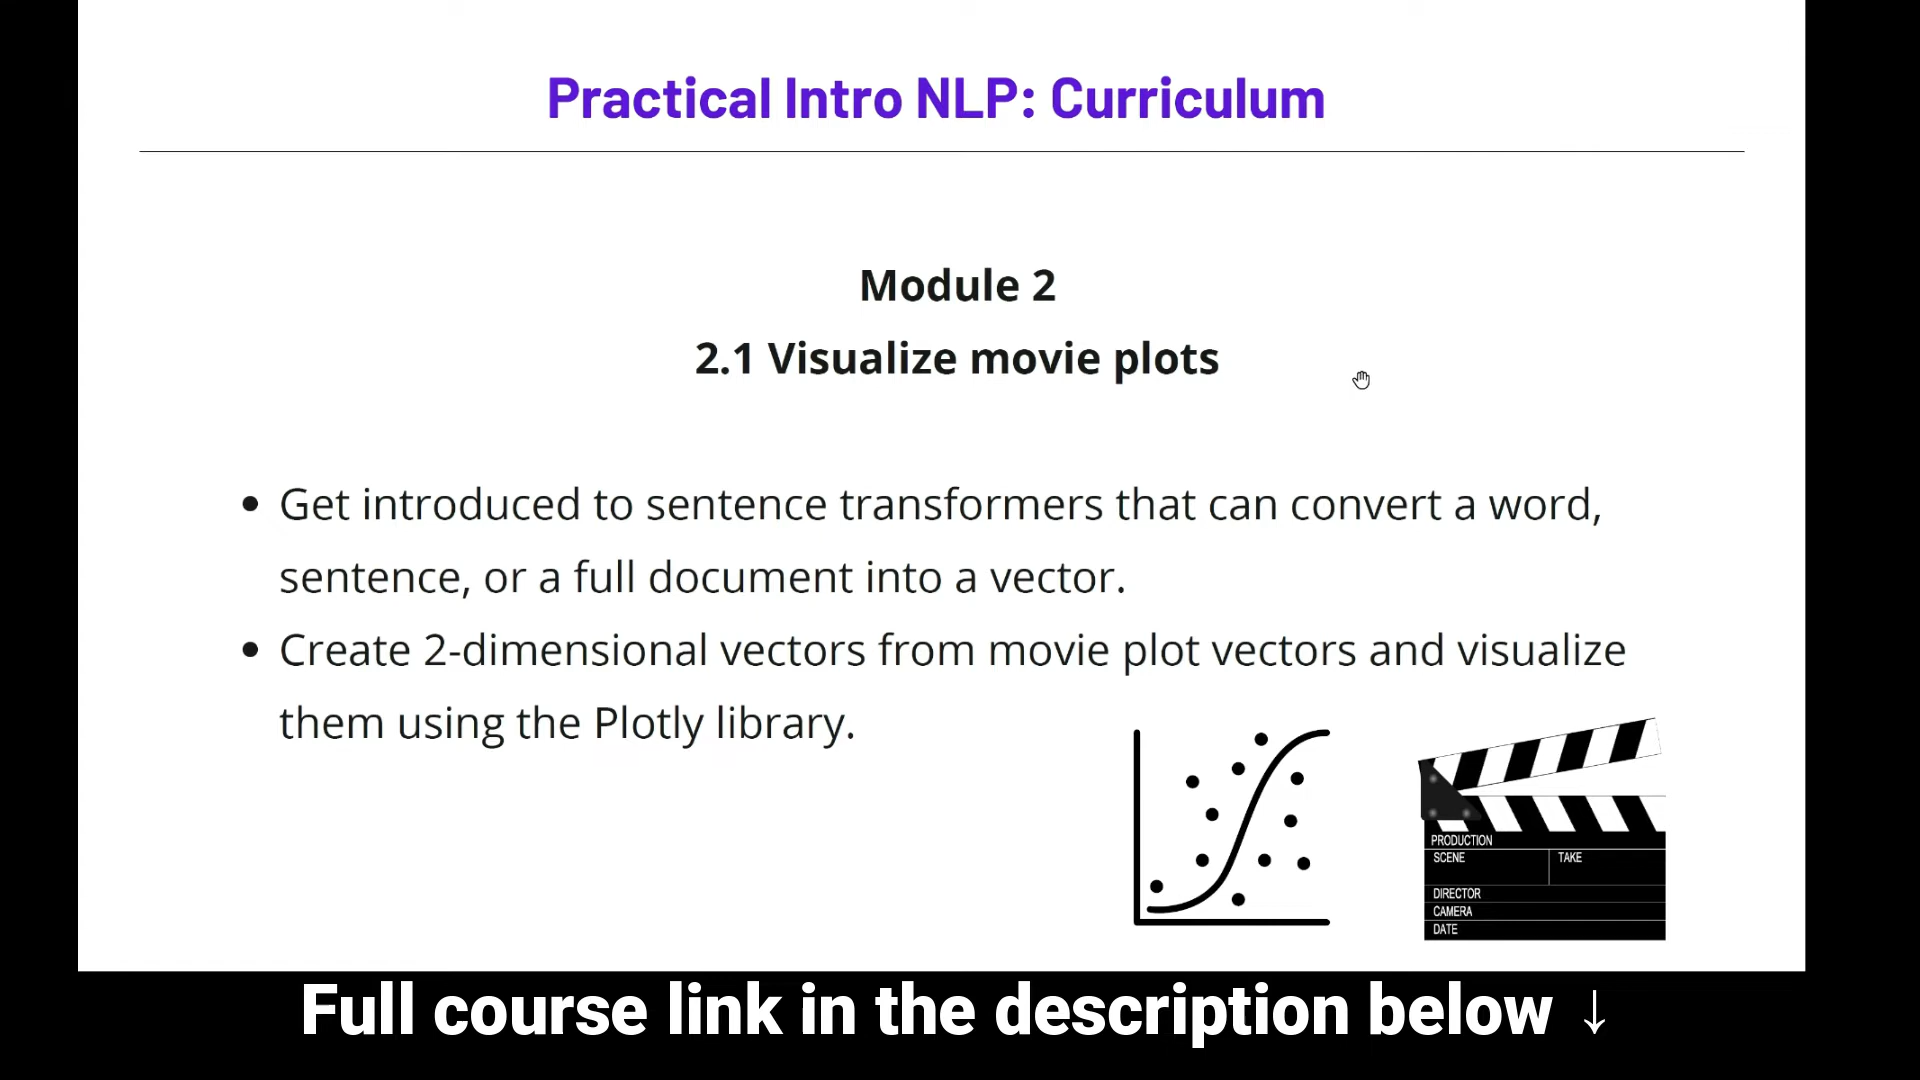 Practical Intro NLP: Curriculum
Module 2
2.1 Visualize movie plots
• Get introduced to sentence transformers that can convert a word,
sentence, or a full document into a vector.
• Create 2-dimensional vectors from movie plot vectors and visualize
them using the Plotly library.
PRODUCTION
SCENE TAKE
DIRECTOR
CAMERA
DATE
Full course link in the description below ↓